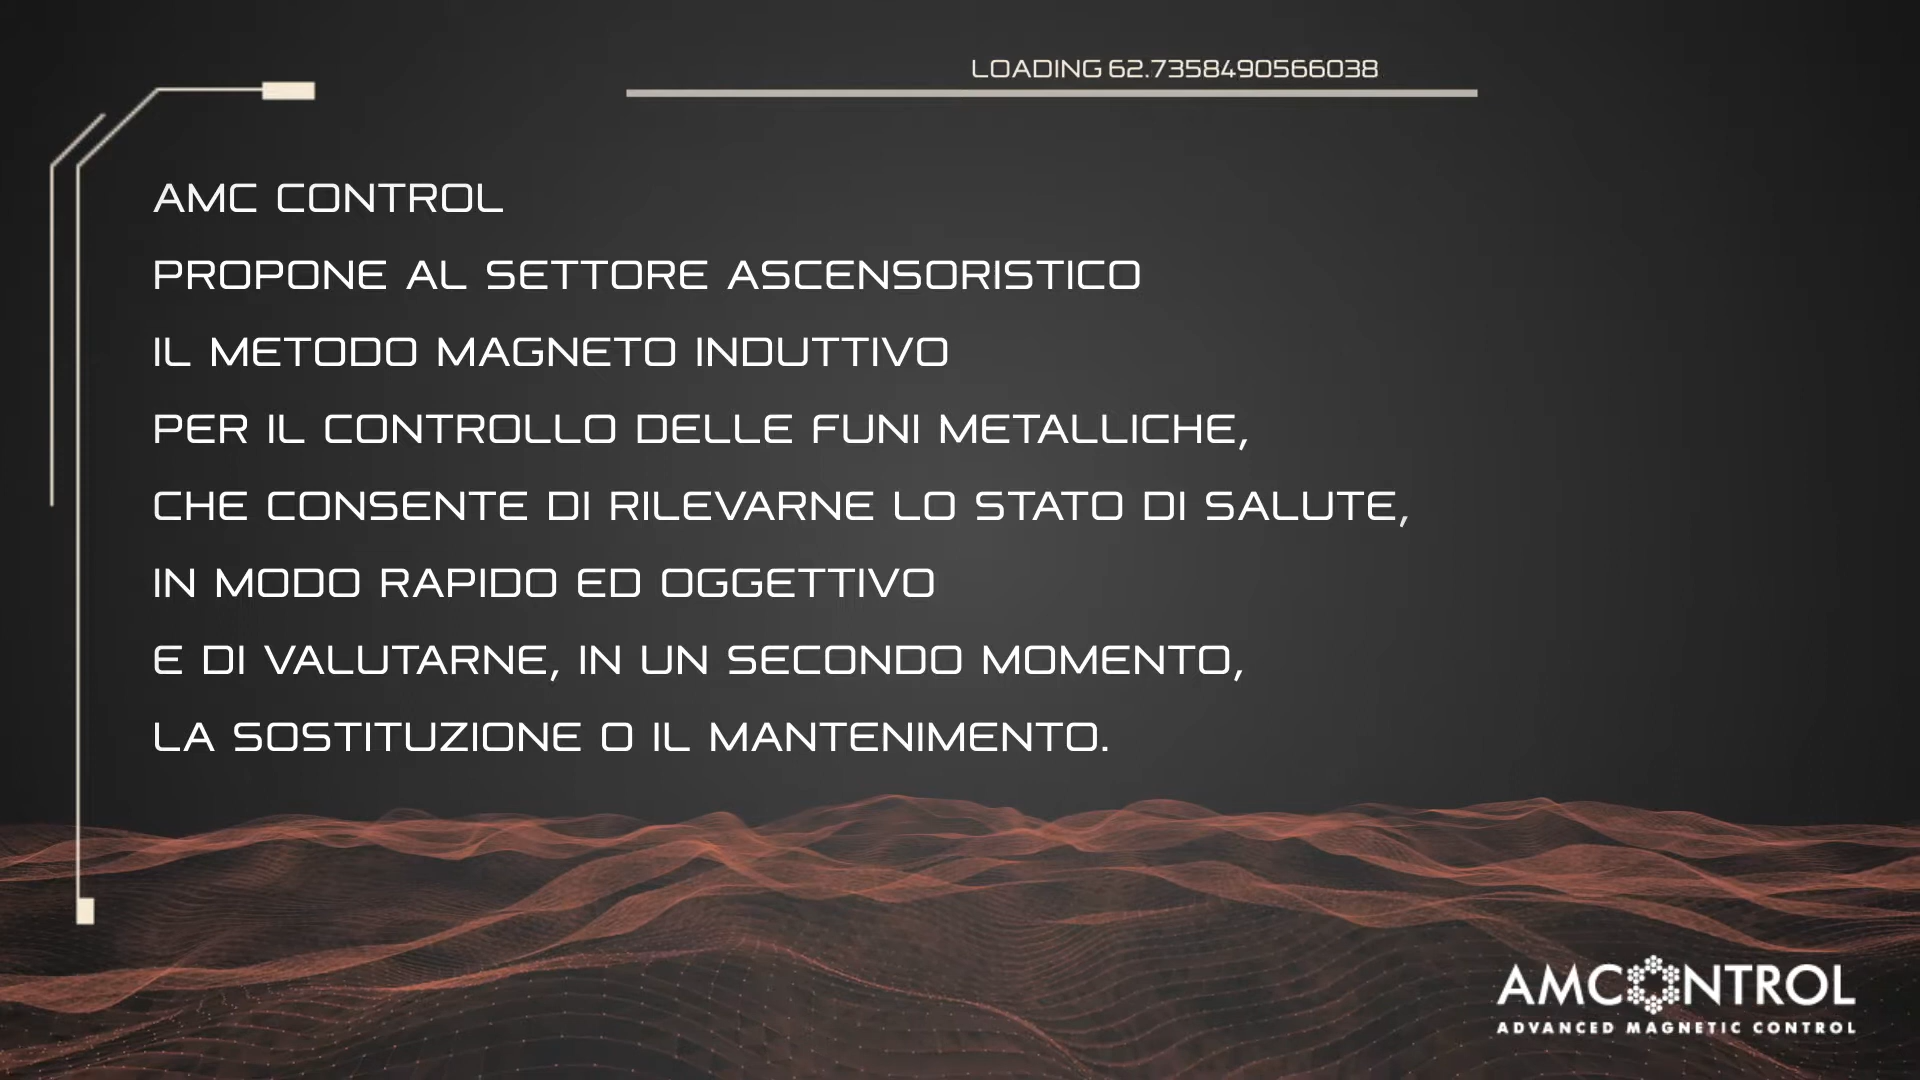 LOADING 62.7358490566038
AMC CONTROL
PROPONE AL SETTORE ASCENSORISTICO
IL METODO MAGNETO INDUTTIVO
PER IL CONTROLLO DELLE FUNI METALLICHE,
CHE CONSENTE DI RILEVARNE LO STATO DI SALUTE,
IN MODO RAPIDO ED OGGETTIVO
E DI VALUTARNE, IN UN SECONDO MOMENTO,
LA SOSTITUZIONE O IL MANTENIMENTO.
AMCONTROL
ADVANCED MAGNETIC CONTROL